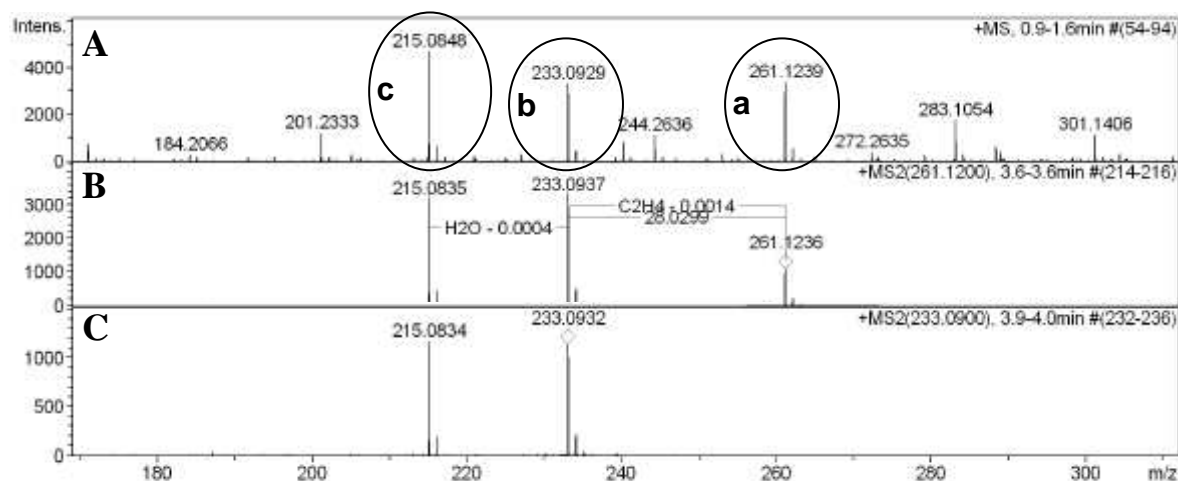 Intens.
A
+MS, 0.9-1.6min #(54-94)
215.0848
233.0929
261.1239
c
b
a
4000
2000
0
184.2066
201.2333
244.2636
272.2635
283.1054
301.1406
B
+MS2(261.1200), 3.6-3.6min #(214-216)
215.0835
233.0937
C2H4 - 0.0014
28.0299
H2O - 0.0004
261.1236
3000
2000
1000
0
C
+MS2(233.0900), 3.9-4.0min #(232-236)
215.0834
233.0932
1000
500
0
180
200
220
240
260
280
300
m/z